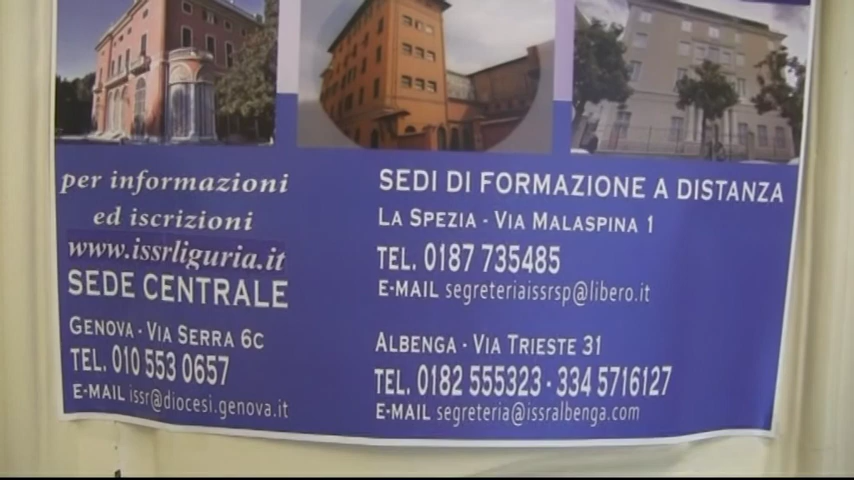 per informazioni
ed iscrizioni
www.issrliguria.it
SEDE CENTRALE
GENOVA - VIA SERRA 6C
TEL. 010 553 0657
E-MAIL issr@diocesi.genova.it
SEDI DI FORMAZIONE A DISTANZA
LA SPEZIA - VIA MALASPINA 1
TEL. 0187 735485
E-MAIL segreteriaissrsp@libero.it
ALBENGA - VIA TRIESTE 31
TEL. 0182 555323 - 334 5716127
E-MAIL segreteria@issralbenga.com